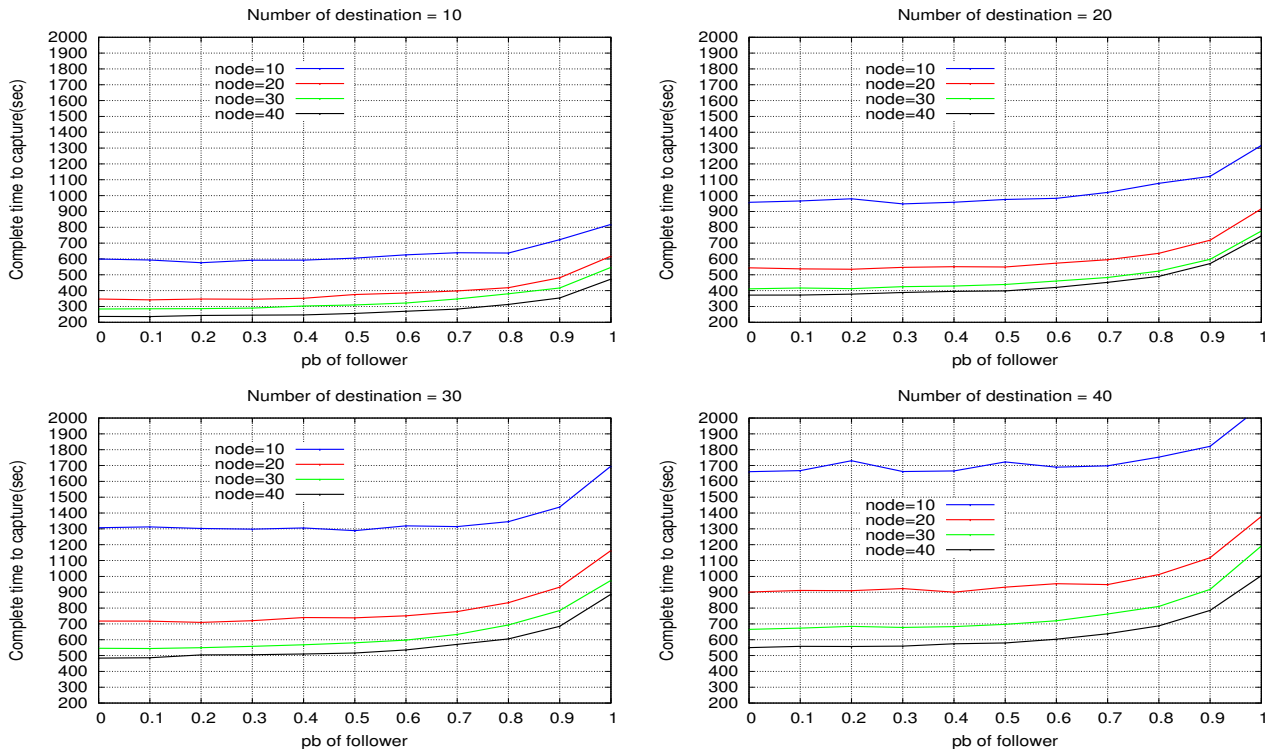 Number of destination = 10
Complete time to capture(sec)
2000
1900
1800
1700
1600
1500
1400
1300
1200
1100
1000
900
800
700
600
500
400
300
200
node=10
node=20
node=30
node=40
0 0.1 0.2 0.3 0.4 0.5 0.6 0.7 0.8 0.9 1
pb of follower
Number of destination = 20
Complete time to capture(sec)
2000
1900
1800
1700
1600
1500
1400
1300
1200
1100
1000
900
800
700
600
500
400
300
200
node=10
node=20
node=30
node=40
0 0.1 0.2 0.3 0.4 0.5 0.6 0.7 0.8 0.9 1
pb of follower
Number of destination = 30
Complete time to capture(sec)
2000
1900
1800
1700
1600
1500
1400
1300
1200
1100
1000
900
800
700
600
500
400
300
200
node=10
node=20
node=30
node=40
0 0.1 0.2 0.3 0.4 0.5 0.6 0.7 0.8 0.9 1
pb of follower
Number of destination = 40
Complete time to capture(sec)
2000
1900
1800
1700
1600
1500
1400
1300
1200
1100
1000
900
800
700
600
500
400
300
200
node=10
node=20
node=30
node=40
0 0.1 0.2 0.3 0.4 0.5 0.6 0.7 0.8 0.9 1
pb of follower